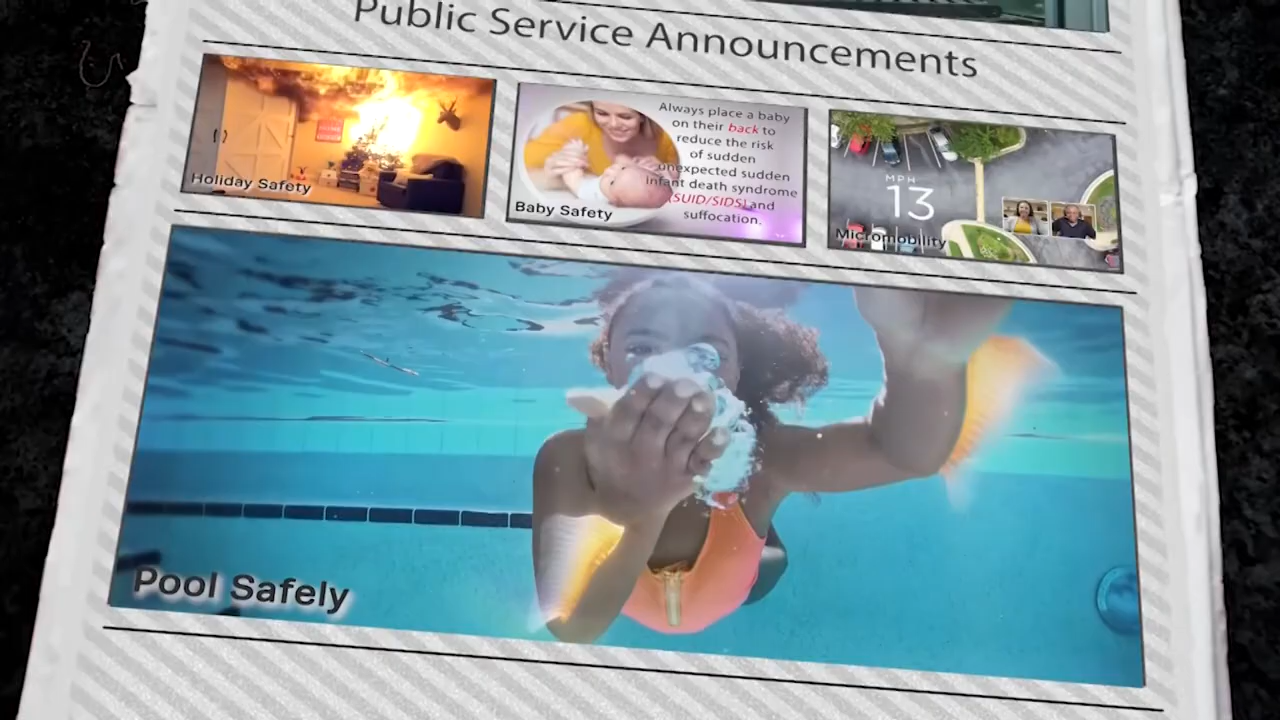 Public Service Announcements
Holiday Safety
Always place a baby
on their back to
reduce the risk
of sudden
unexpected sudden
infant death syndrome
(SUID/SIDS) and
suffocation.
Baby Safety
MPH
13
Micromobility
Pool Safely